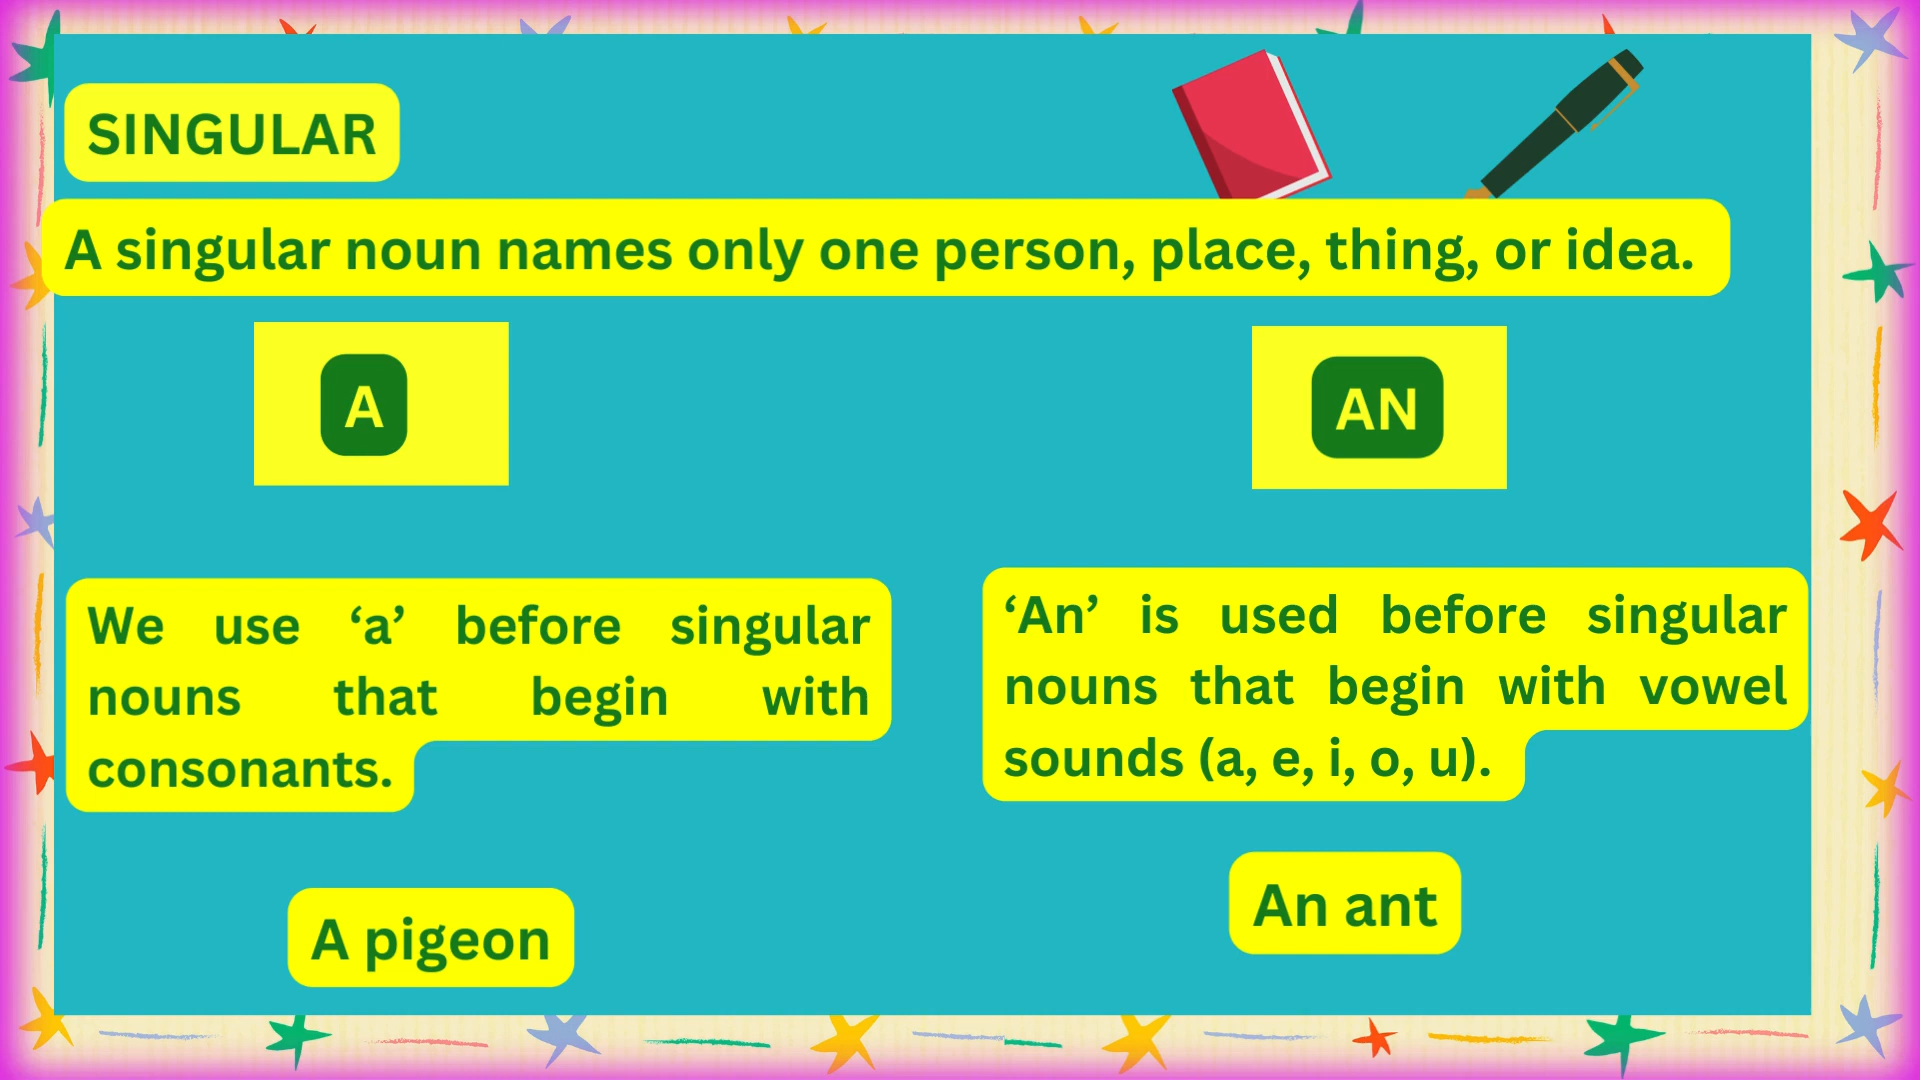 SINGULAR
A singular noun names only one person, place, thing, or idea.
A
AN
We use ‘a’ before singular
nouns that begin with
consonants.
‘An’ is used before singular
nouns that begin with vowel
sounds (a, e, i, o, u).
A pigeon
An ant